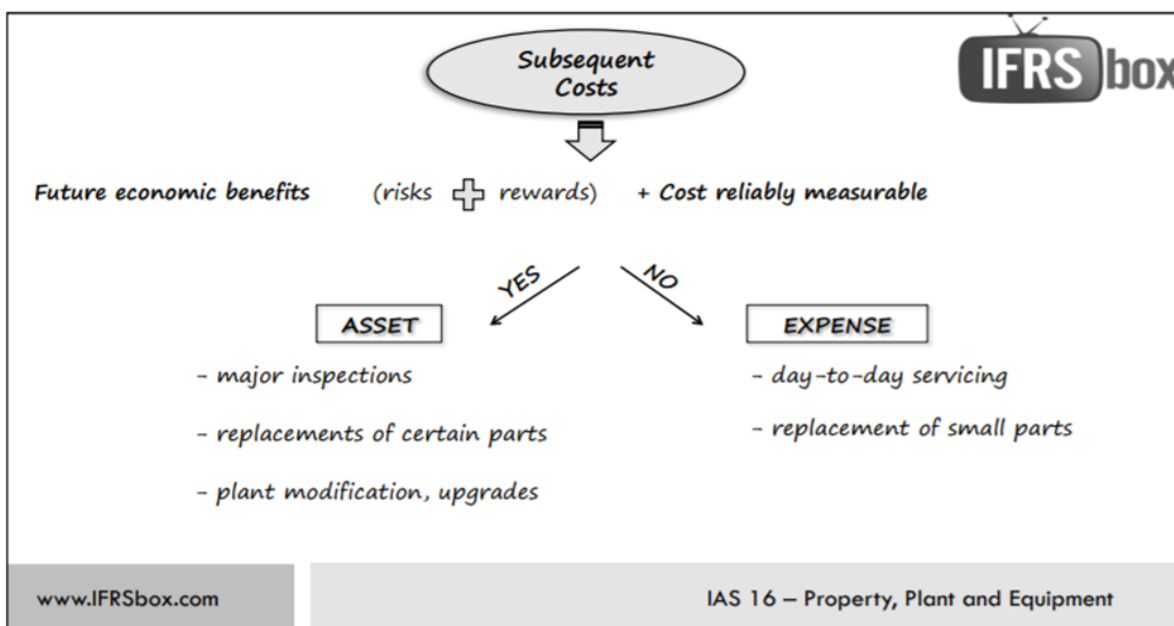 IFRS box
Subsequent
Costs
Future economic benefits (risks + rewards) + Cost reliably measurable
YES
NO
ASSET
EXPENSE
- major inspections
- day-to-day servicing
- replacements of certain parts
- replacement of small parts
- plant modification, upgrades
www.IFRSbox.com
IAS 16 – Property, Plant and Equipment